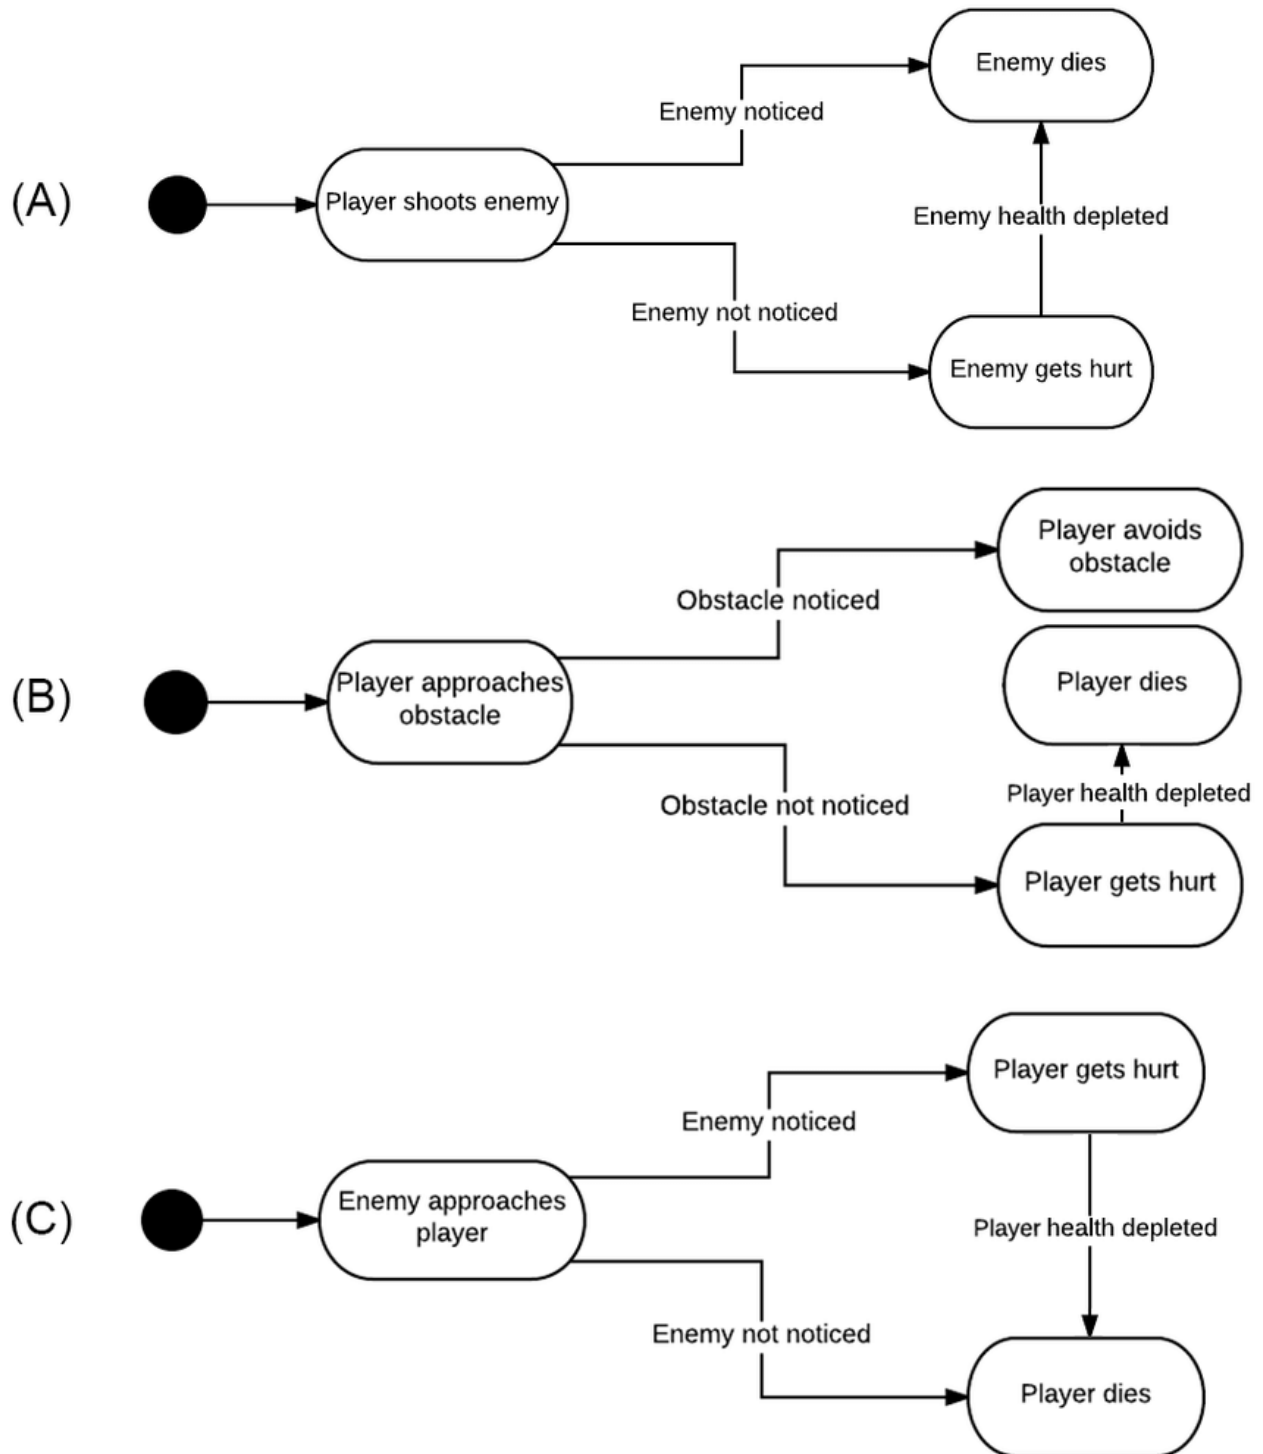 Enemy dies
Enemy noticed
(A)
Player shoots enemy
Enemy health depleted
Enemy not noticed
Enemy gets hurt
Player avoids
obstacle
Obstacle noticed
(B)
Player approaches
obstacle
Player dies
Player health depleted
Obstacle not noticed
Player gets hurt
Player gets hurt
Enemy noticed
(C)
Enemy approaches
player
Player health depleted
Enemy not noticed
Player dies